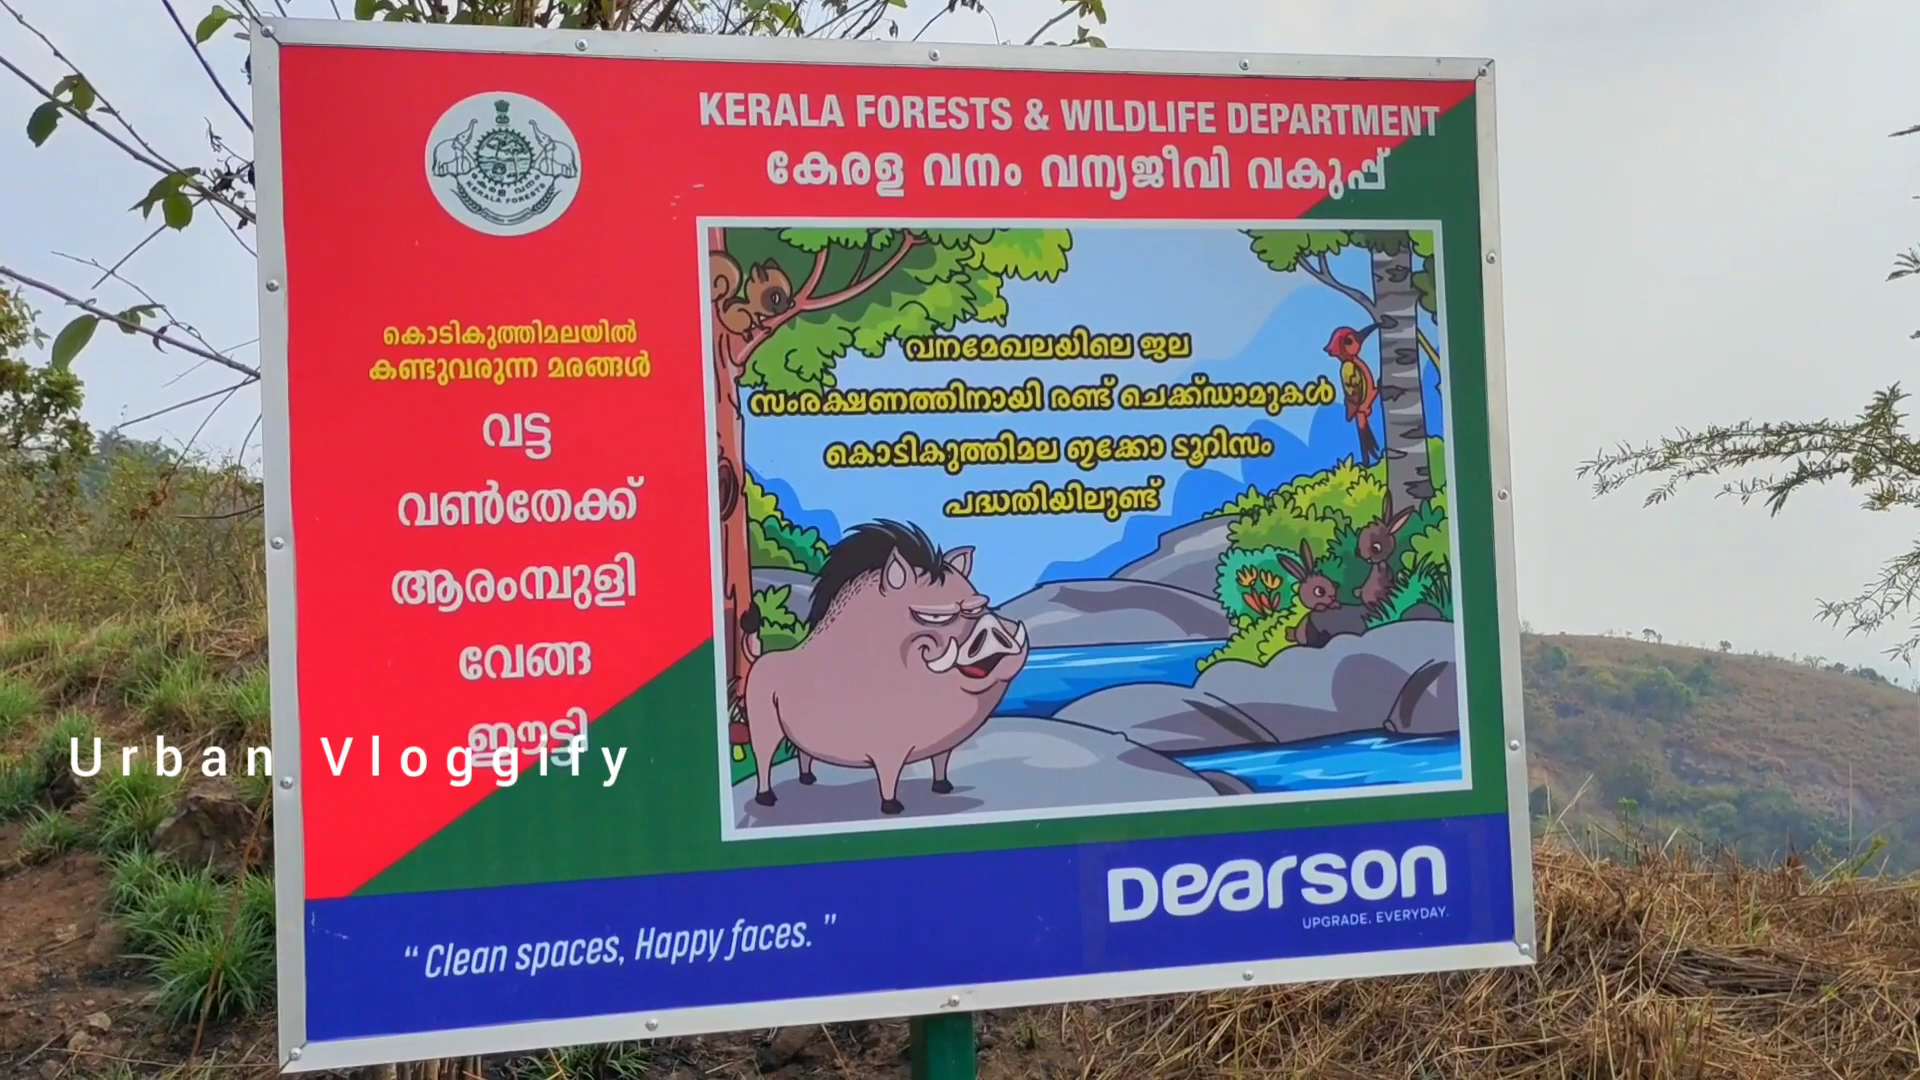 KERALA FORESTS & WILDLIFE DEPARTMENT
കേരള വനം വന്യജീവി വകുപ്പ്
KERALA FORESTS
കൊടികുത്തിമലയിൽ
കണ്ടുവരുന്ന മരങ്ങൾ
വട്ട
വൺതേക്ക്
ആരംമ്പുളി
വേങ്ങ
ഈട്ടി
വനമേഖലയിലെ ജല
സംരക്ഷണത്തിനായി രണ്ട് ചെക്ക്ഡാമുകൾ
കൊടികുത്തിമല ഇക്കോ ടൂറിസം
പദ്ധതിയിലുണ്ട്
Urban Vloggify
“Clean spaces, Happy faces.”
Dearson
UPGRADE. EVERYDAY.